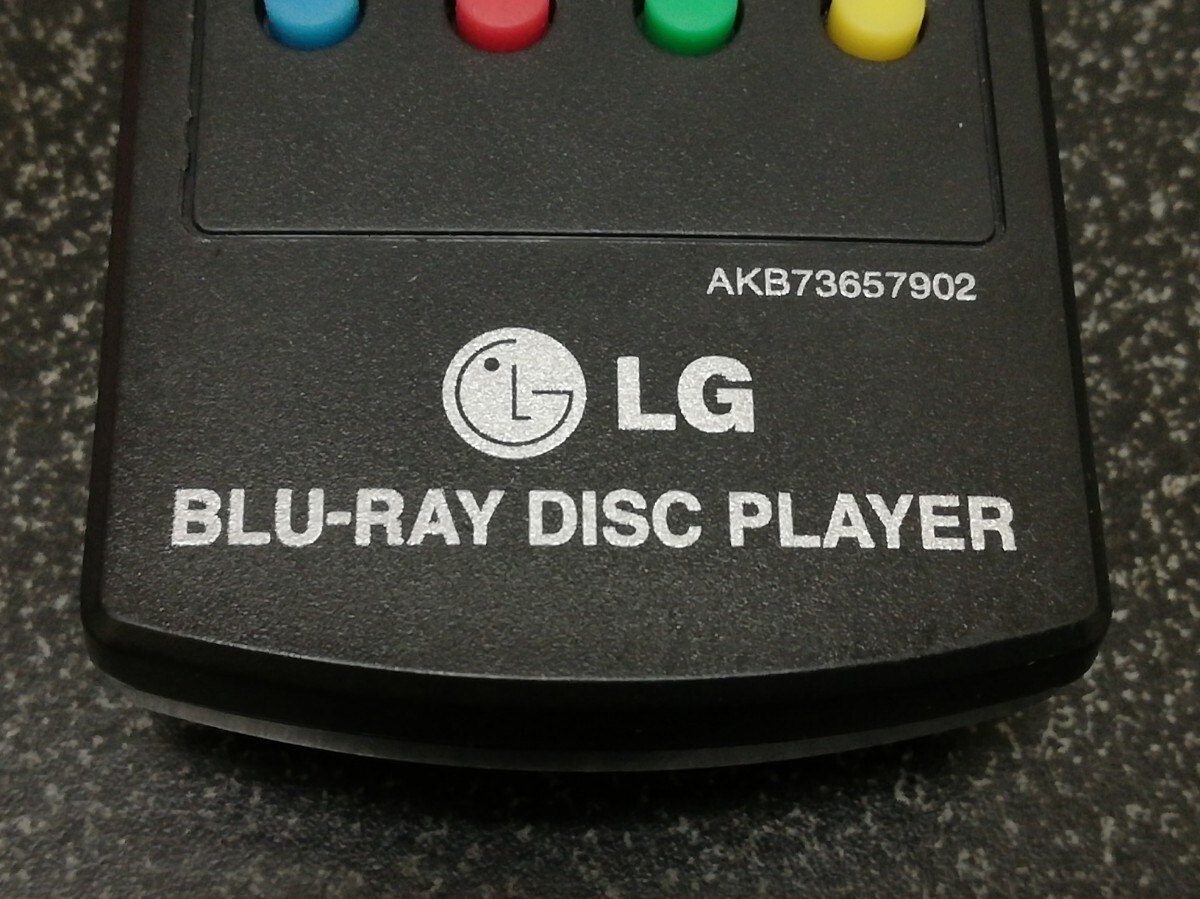 AKB73657902
LG
BLU-RAY DISC PLAYER